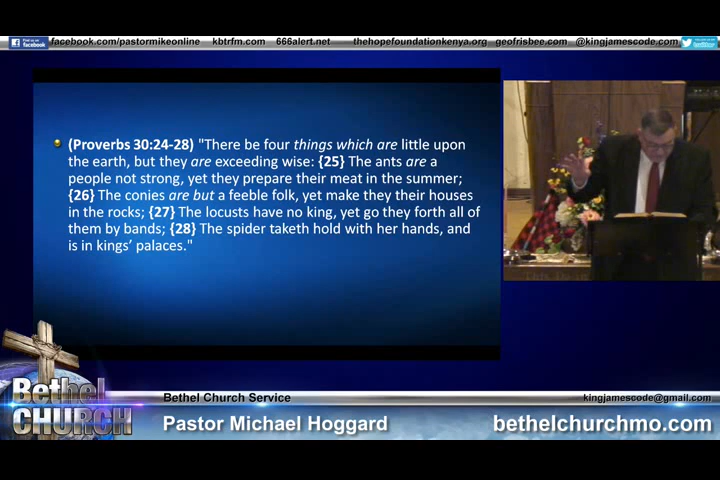 Find us on facebook facebook.com/pastormikeonline kbtrfm.com 666alert.net thehopefoundationkenya.org geofrisbee.com @kingjamescode.com twitter
(Proverbs 30:24-28) "There be four things which are little upon
the earth, but they are exceeding wise: {25} The ants are a
people not strong, yet they prepare their meat in the summer;
{26} The conies are but a feeble folk, yet make they their houses
in the rocks; {27} The locusts have no king, yet go they forth all of
them by bands; {28} The spider taketh hold with her hands, and
is in kings' palaces."
Bethel
CHURCH
Bethel Church Service kingjamescode@gmail.com
Pastor Michael Hoggard bethelchurchmo.com